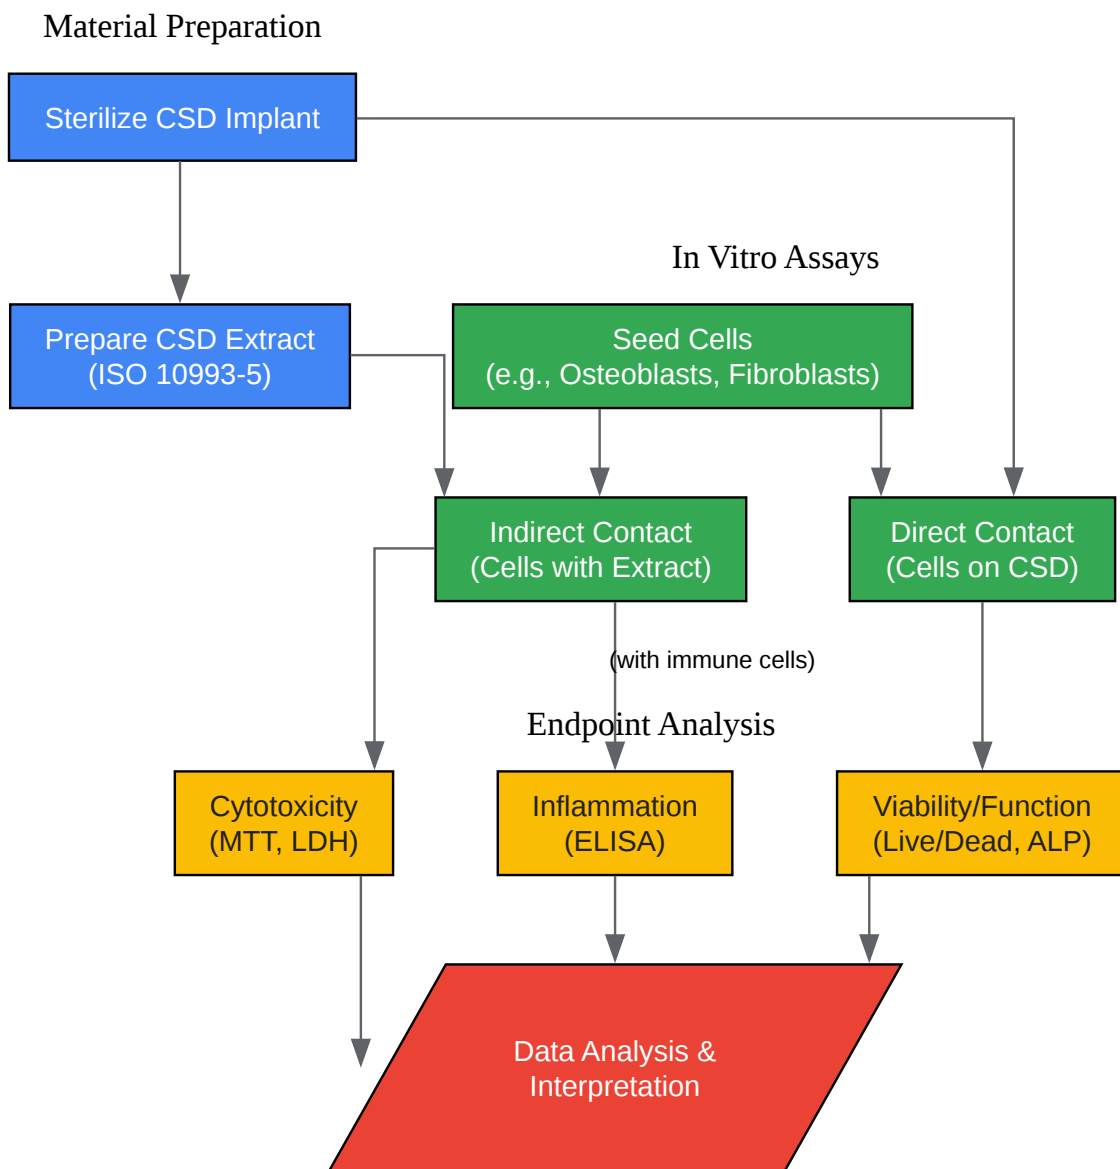 Material Preparation
Sterilize CSD Implant
In Vitro Assays
Prepare CSD Extract
(ISO 10993-5)
Seed Cells
(e.g., Osteoblasts, Fibroblasts)
Indirect Contact
(Cells with Extract)
Direct Contact
(Cells on CSD)
(with immune cells)
Endpoint Analysis
Cytotoxicity
(MTT, LDH)
Inflammation
(ELISA)
Viability/Function
(Live/Dead, ALP)
Data Analysis &
Interpretation